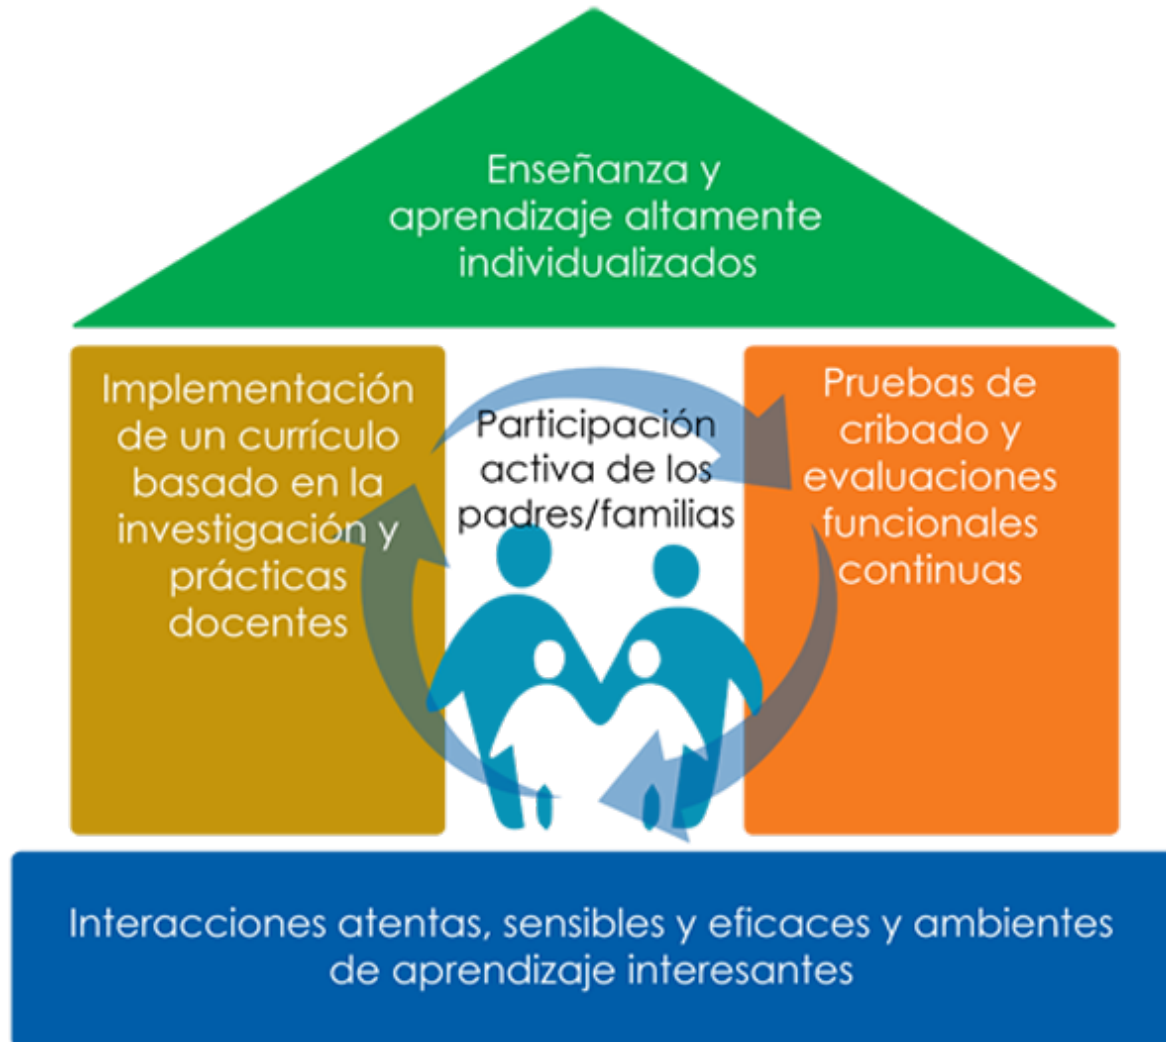 Enseñanza y
aprendizaje altamente
individualizados
Implementación
de un currículo
basado en la
investigación y
prácticas
docentes
Participación
activa de los
padres/familias
Pruebas de
cribado y
evaluaciones
funcionales
continuas
Interacciones atentas, sensibles y eficaces y ambientes
de aprendizaje interesantes